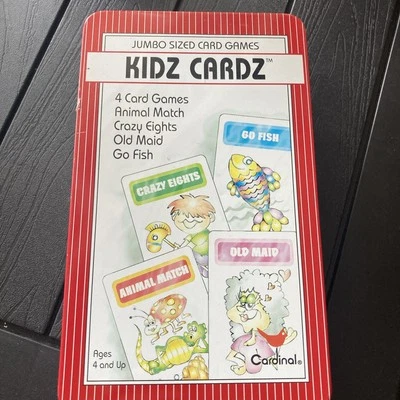 JUMBO SIZED CARD GAMES
KIDZ CARDZ™
4 Card Games
Animal Match
Crazy Eights
Old Maid
Go Fish
GO FISH
CRAZY EIGHTS
OLD MAID
ANIMAL MATCH
Ages
4 and Up
Cardinal®